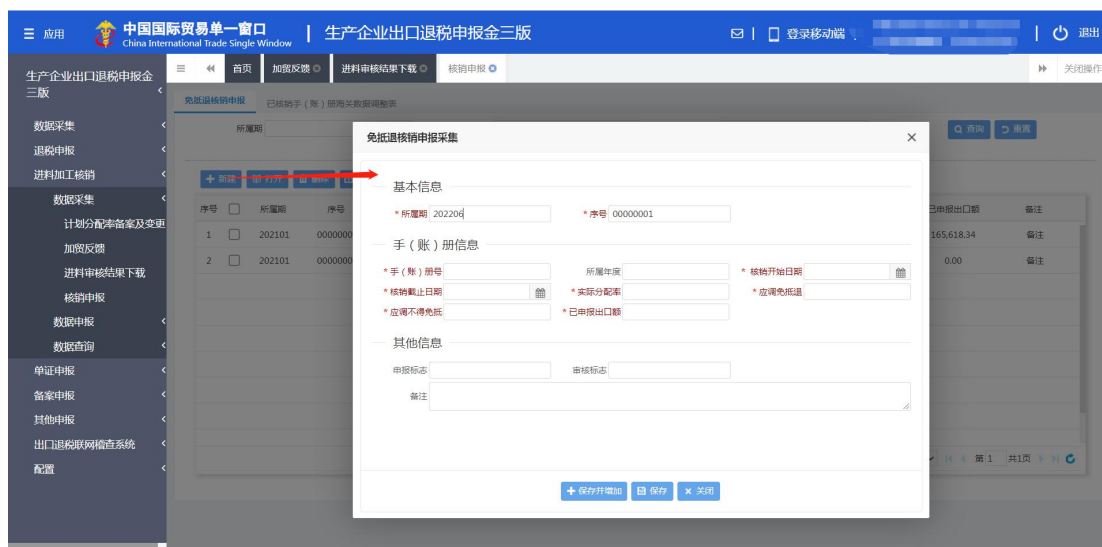 应用 中国国际贸易单一窗口 China International Trade Single Window 生产企业出口退税申报金三版 登录移动端 退出
生产企业出口退税申报金三版
首页 加贸反馈 进料审核结果下载 核销申报 关闭操作
免抵退核销申报 已核销手（账）册海关数据调整表
所属期 查询 重置
数据采集
退税申报
进料加工核销
数据采集
计划分配率备案及变更
加贸反馈
进料审核结果下载
核销申报
数据申报
数据查询
单证申报
备案申报
其他申报
出口退税联网稽查系统
配置
新建 打开 删除
序号 所属期 序号 已申报出口额 备注
1 202101 0000000 165,618.34 备注
2 202101 0000000 0.00 备注
第 1 共1页
免抵退核销申报采集
基本信息
* 所属期 202206 * 序号 00000001
手（账）册信息
* 手（账）册号 所属年度 * 核销开始日期
* 核销截止日期 * 实际分配率 * 应调免抵退
* 应调不得免抵 * 已申报出口额
其他信息
申报标志 审核标志
备注
保存并增加 保存 关闭